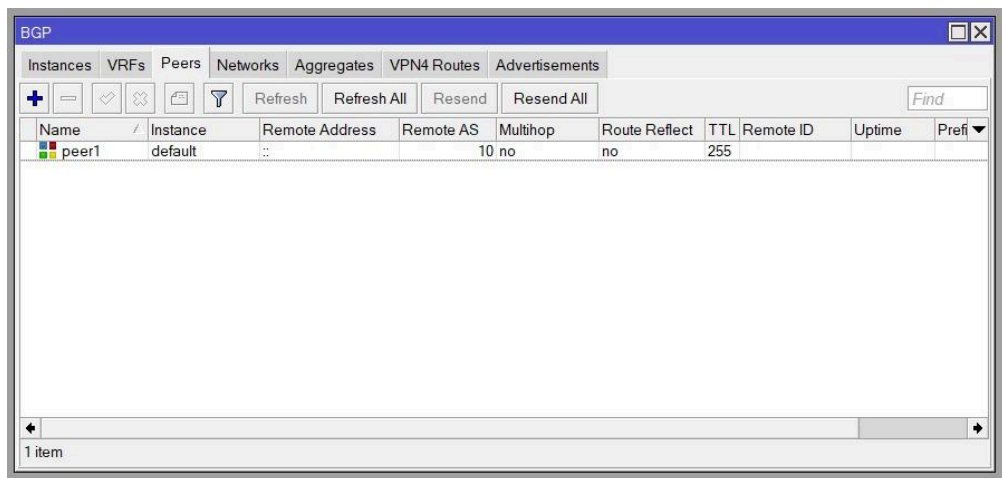 BGP
Instances VRFs Peers Networks Aggregates VPN4 Routes Advertisements
Refresh Refresh All Resend Resend All Find
Name Instance Remote Address Remote AS Multihop Route Reflect TTL Remote ID Uptime Prefi
peer1 default :: 10 no no 255
1 item